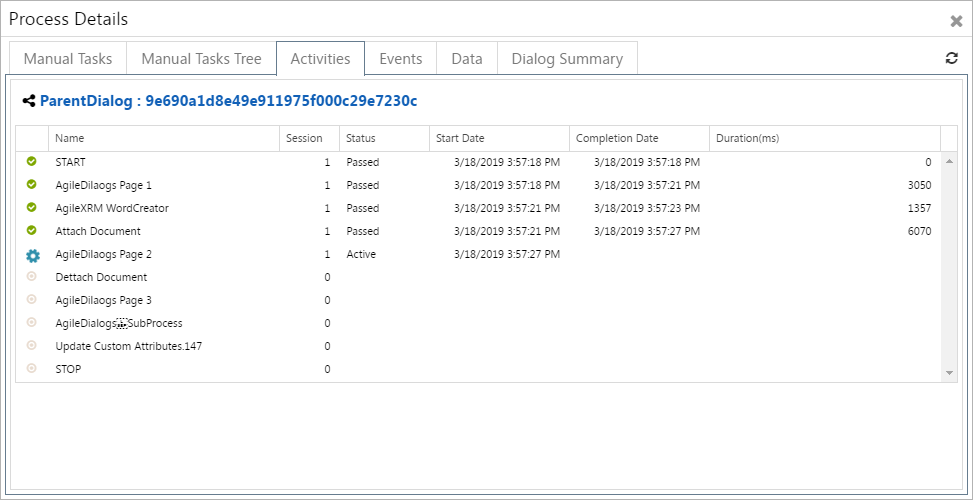 Process Details
Manual Tasks Manual Tasks Tree Activities Events Data Dialog Summary
ParentDialog : 9e690a1d8e49e911975f000c29e7230c
Name Session Status Start Date Completion Date Duration(ms)
START 1 Passed 3/18/2019 3:57:18 PM 3/18/2019 3:57:18 PM 0
AgileDilaogs Page 1 1 Passed 3/18/2019 3:57:18 PM 3/18/2019 3:57:21 PM 3050
AgileXRM WordCreator 1 Passed 3/18/2019 3:57:21 PM 3/18/2019 3:57:23 PM 1357
Attach Document 1 Passed 3/18/2019 3:57:21 PM 3/18/2019 3:57:27 PM 6070
AgileDilaogs Page 2 1 Active 3/18/2019 3:57:27 PM
Dettach Document 0
AgileDilaogs Page 3 0
AgileDialogs SubProcess 0
Update Custom Attributes.147 0
STOP 0